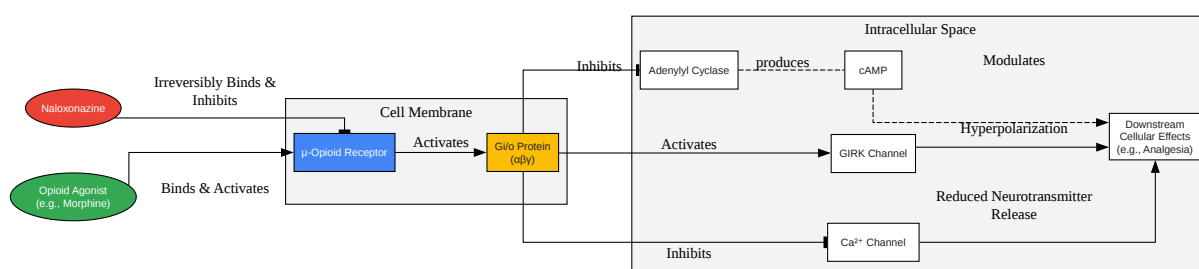 Intracellular Space
Inhibits
Adenylyl Cyclase
produces
cAMP
Modulates
Irreversibly Binds &
Inhibits
Naloxonazine
Cell Membrane
μ-Opioid Receptor
Activates
Gi/o Protein
(αβγ)
Activates
GIRK Channel
Hyperpolarization
Downstream
Cellular Effects
(e.g., Analgesia)
Opioid Agonist
(e.g., Morphine)
Binds & Activates
Reduced Neurotransmitter
Release
Inhibits
Ca²⁺ Channel